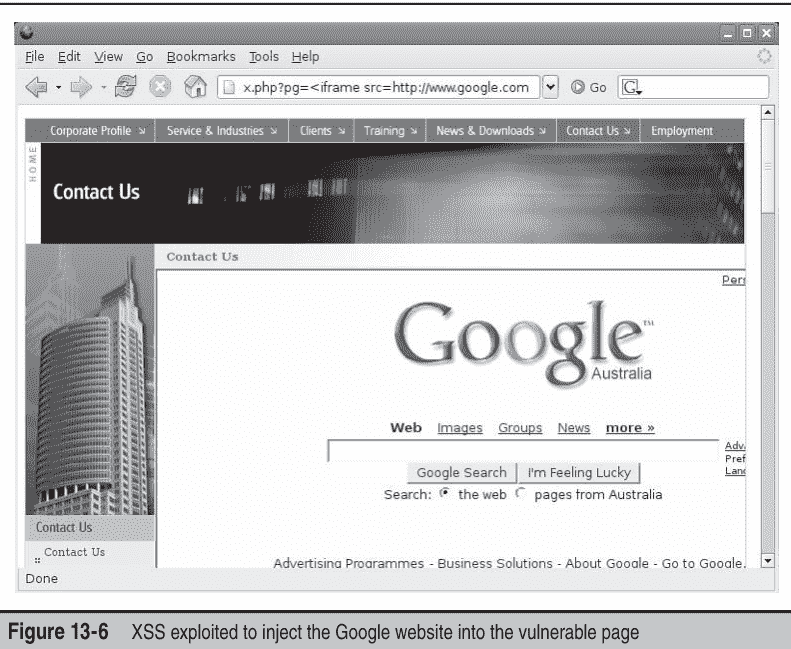 File Edit View Go Bookmarks Tools Help
x.php?pg=<iframe src=http://www.google.com
Go
G
Corporate Profile Service & Industries Clients Training News & Downloads Contact Us Employment
HOME
Contact Us
Contact Us
Pers
Google™
Australia
Web Images Groups News more »
Adv
Pref
Lang
Google Search I'm Feeling Lucky
Search: the web pages from Australia
Contact Us
Contact Us
Advertising Programmes - Business Solutions - About Google - Go to Google.
Done
Figure 13-6 XSS exploited to inject the Google website into the vulnerable page